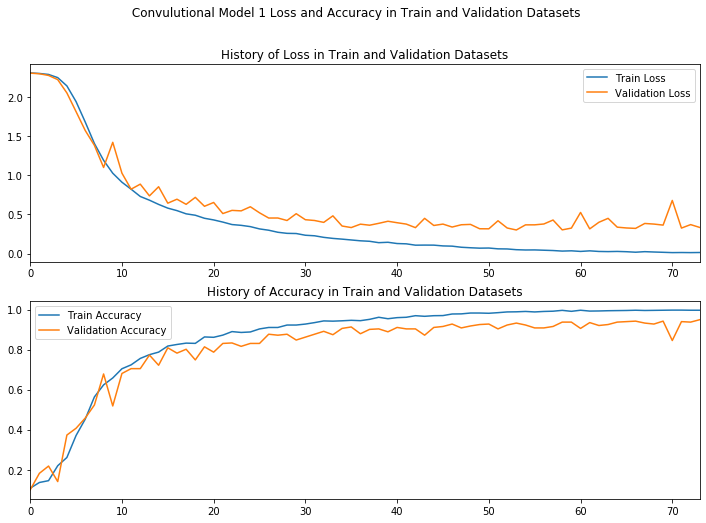 Convulutional Model 1 Loss and Accuracy in Train and Validation Datasets
History of Loss in Train and Validation Datasets
Train Loss
Validation Loss
2.0
1.5
1.0
0.5
0.0
0 10 20 30 40 50 60 70
History of Accuracy in Train and Validation Datasets
Train Accuracy
Validation Accuracy
1.0
0.8
0.6
0.4
0.2
0 10 20 30 40 50 60 70